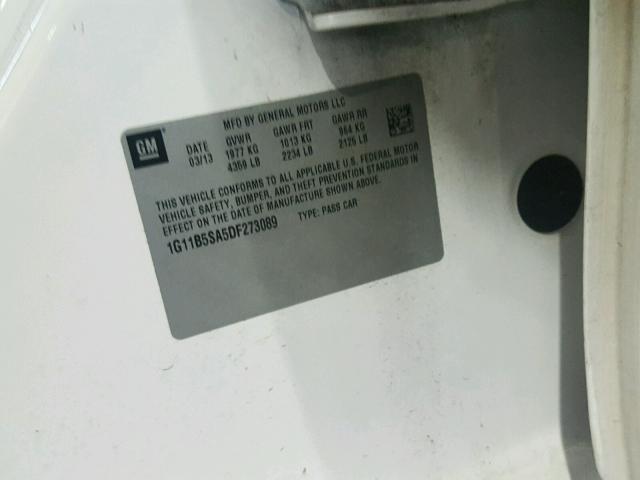 GM
MFG BY GENERAL MOTORS LLC
DATE GVWR GAWR FRT GAWR RR
03/13 1977 KG 1013 KG 964 KG
4359 LB 2234 LB 2125 LB
THIS VEHICLE CONFORMS TO ALL APPLICABLE U.S. FEDERAL MOTOR
VEHICLE SAFETY, BUMPER, AND THEFT PREVENTION STANDARDS IN
EFFECT ON THE DATE OF MANUFACTURE SHOWN ABOVE.
1G11B5SA5DF273089 TYPE: PASS CAR